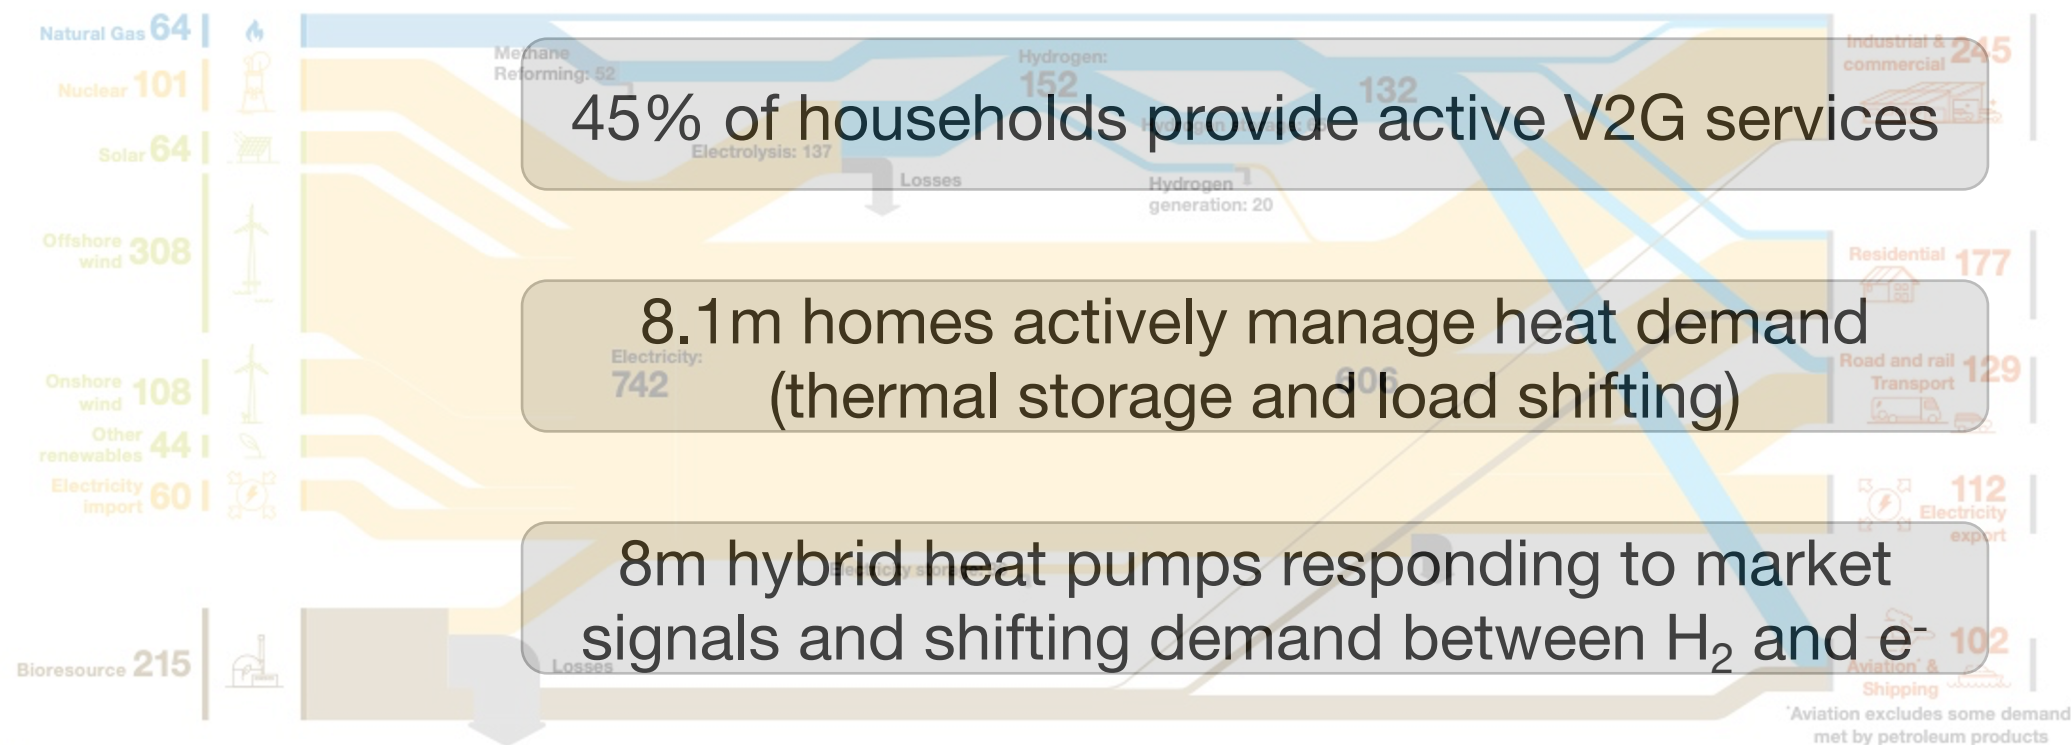 Natural Gas 64
Nuclear 101
Solar 64
Offshore
wind 308
Onshore
wind 108
Other
renewables 44
Electricity
import 60
Bioresource 215
Methane
Reforming: 52
Hydrogen:
152
132
45% of households provide active V2G services
Electrolysis: 137
Losses
Hydrogen
generation: 20
8.1m homes actively manage heat demand
(thermal storage and load shifting)
Electricity:
742
606
8m hybrid heat pumps responding to market
signals and shifting demand between H₂ and e⁻
Electricity storage:
Losses
Industrial &
commercial 245
Residential 177
Road and rail
Transport 129
112
Electricity
export
102
Aviation* &
Shipping
*Aviation excludes some demand
met by petroleum products